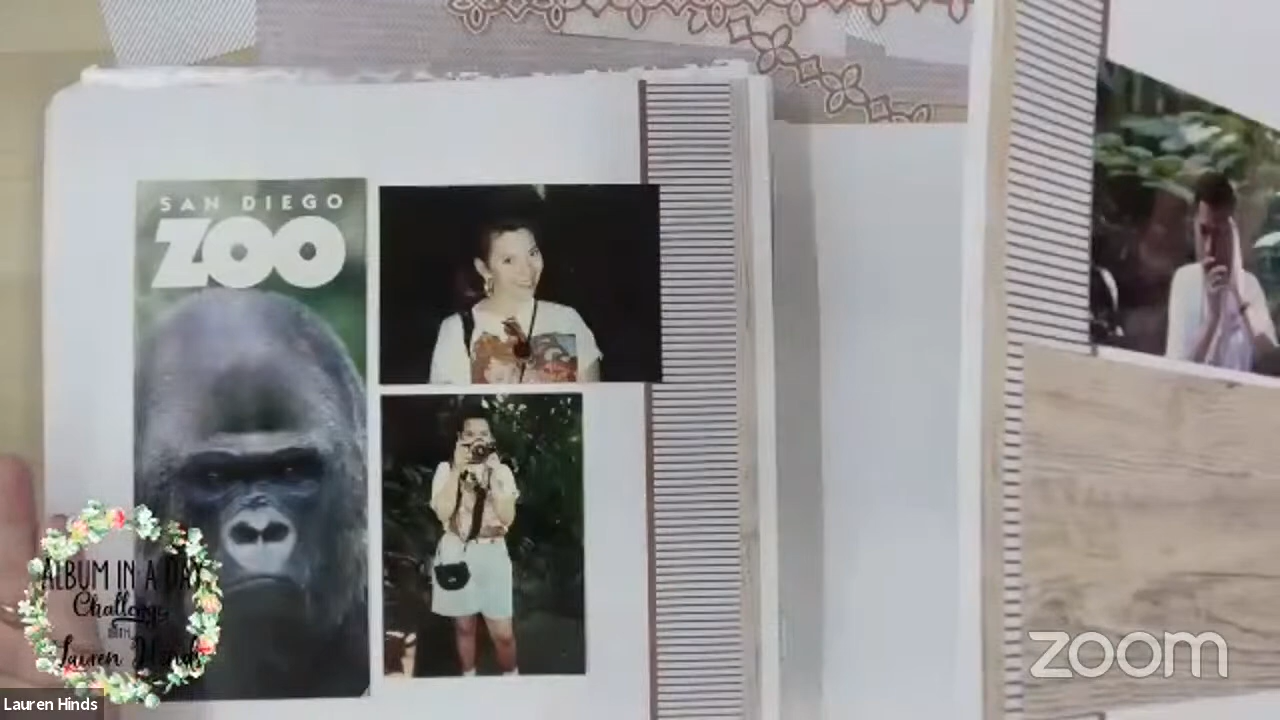 SAN DIEGO
ZOO
ALBUM IN A DAY
Challenge
WITH
Lauren Hinds
Lauren Hinds
zoom